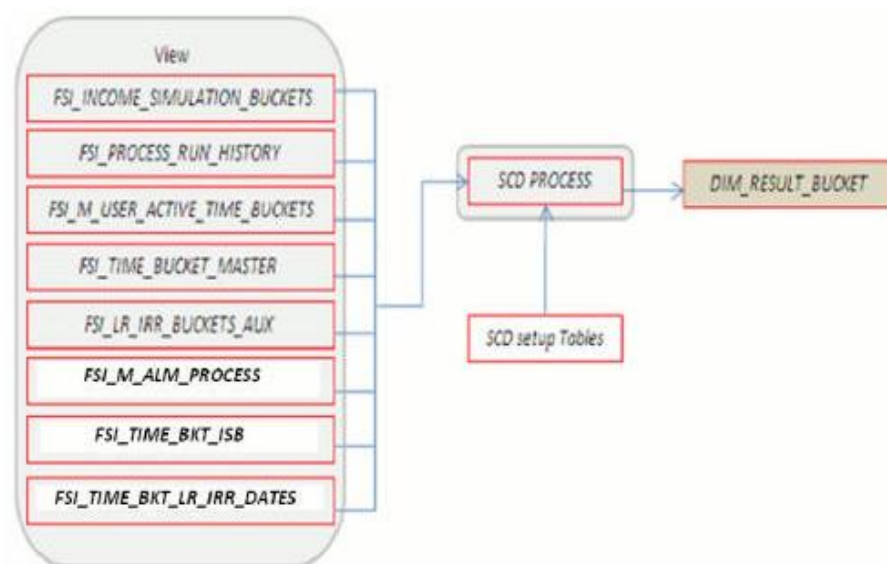 View
FSI_INCOME_SIMULATION_BUCKETS
FSI_PROCESS_RUN_HISTORY
FSI_M_USER_ACTIVE_TIME_BUCKETS
FSI_TIME_BUCKET_MASTER
FSI_LR_IRR_BUCKETS_AUX
FSI_M_ALM_PROCESS
FSI_TIME_BKT_ISB
FSI_TIME_BKT_LR_IRR_DATES
SCD PROCESS
SCD setup Tables
DIM_RESULT_BUCKET